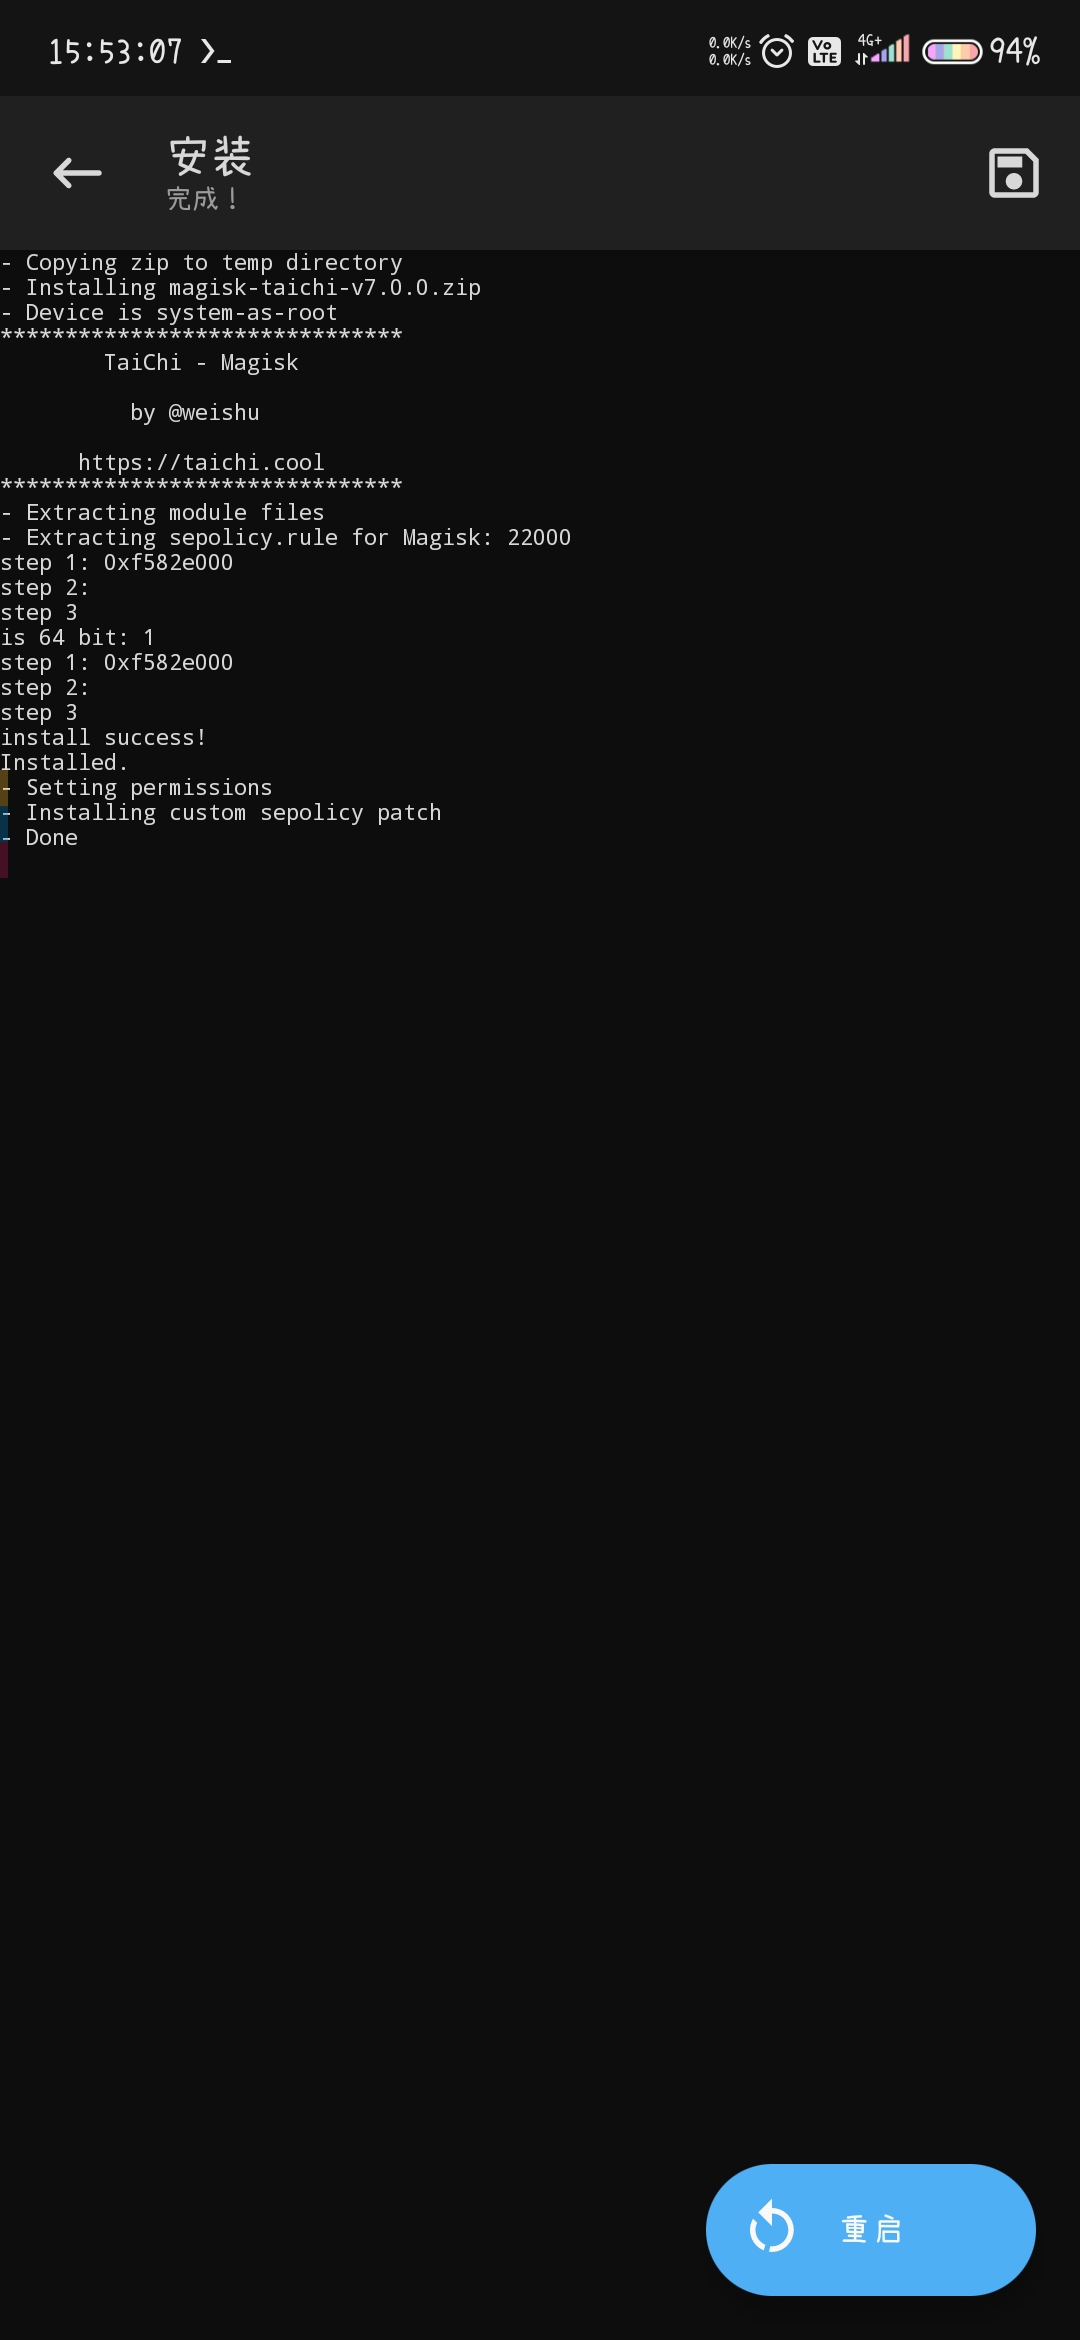 15:53:07 ❯_ 0.0K/s 0.0K/s Vo LTE 4G+ 94%
安装
完成！
- Copying zip to temp directory
- Installing magisk-taichi-v7.0.0.zip
- Device is system-as-root
*******************************
TaiChi - Magisk
by @weishu
https://taichi.cool
*******************************
- Extracting module files
- Extracting sepolicy.rule for Magisk: 22000
step 1: 0xf582e000
step 2:
step 3
is 64 bit: 1
step 1: 0xf582e000
step 2:
step 3
install success!
Installed.
- Setting permissions
- Installing custom sepolicy patch
- Done
重启